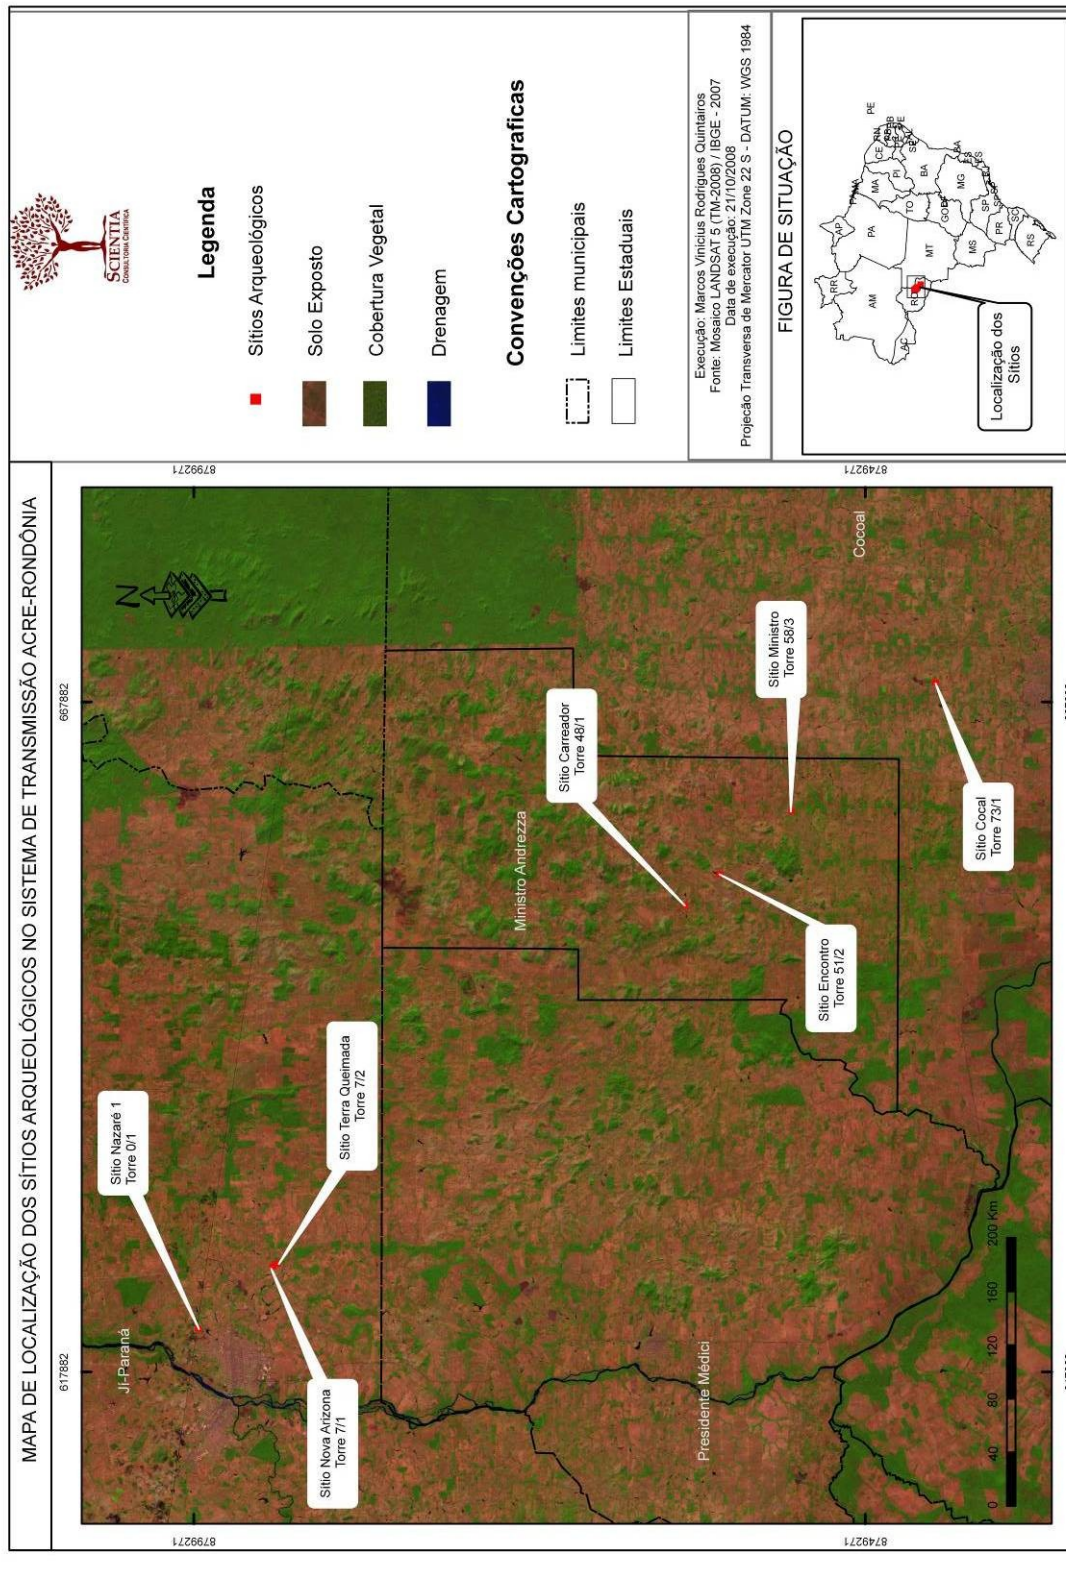 MAPA DE LOCALIZAÇÃO DOS SÍTIOS ARQUEOLÓGICOS NO SISTEMA DE TRANSMISSÃO ACRE-RONDÔNIA
617882
667882
8799271
8799271
8749271
8749271
N
Ji-Paraná
Sítio Nazaré 1
Torre 0/1
Sítio Nova Arizona
Torre 7/1
Sítio Terra Queimada
Torre 7/2
Ministro Andrezza
Sítio Carreador
Torre 48/1
Sítio Encontro
Torre 51/2
Sítio Ministro
Torre 58/3
Cocoal
Sítio Cocal
Torre 73/1
Presidente Médici
0 40 80 120 160 200 Km
SCIENTIA
CONSULTORIA CIENTÍFICA
Legenda
Sítios Arqueológicos
Solo Exposto
Cobertura Vegetal
Drenagem
Convenções Cartograficas
Limites municipais
Limites Estaduais
Execução: Marcos Vinicius Rodrigues Quintairos
Fonte: Mosaico LANDSAT 5 (TM-2008) / IBGE - 2007
Data de execução: 21/10/2008
Projecão Transversa de Mercator UTM Zone 22 S - DATUM: WGS 1984
FIGURA DE SITUAÇÃO
RR
AP
AM
PA
MA
CE
RN
PE
PI
AC
RO
TO
BA
MT
MG
MS
SP
PR
SC
RS
Localização dos
Sítios